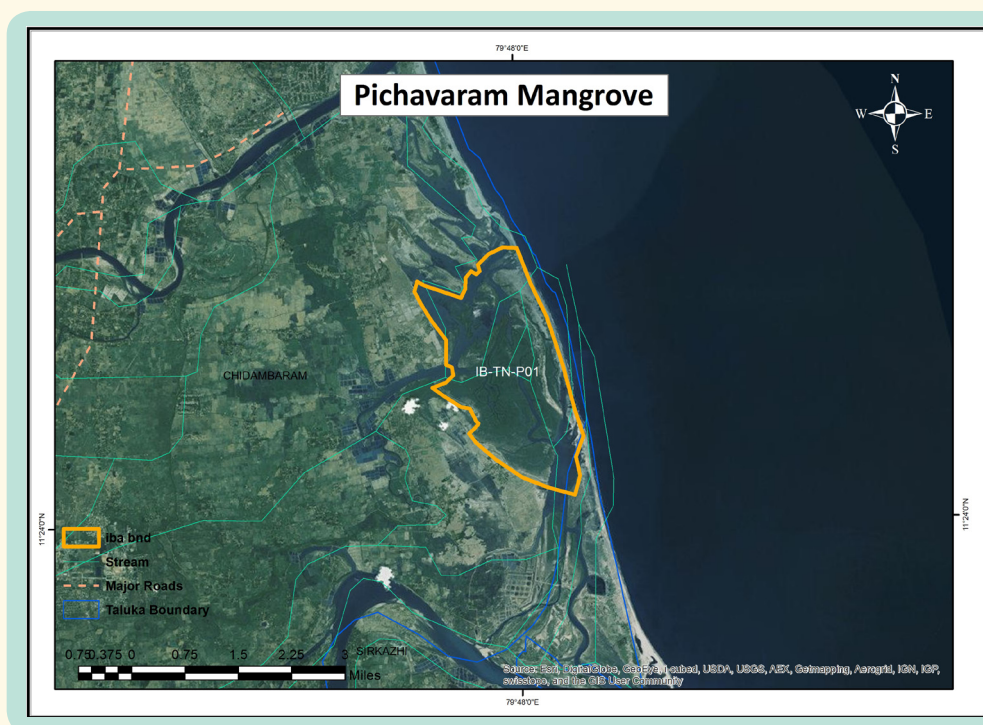 79°48'0"E
Pichavaram Mangrove
N
W E
S
IB-TN-P01
CHIDAMBARAM
11°24'0"N
11°24'0"N
iba bnd
Stream
Major Roads
Taluka Boundary
SIRKAZHI
0.75 0.375 0 0.75 1.5 2.25 3
Miles
Source: Esri, DigitalGlobe, GeoEye, i-cubed, USDA, USGS, AEX, Getmapping, Aerogrid, IGN, IGP,
swisstopo, and the GIS User Community
79°48'0"E